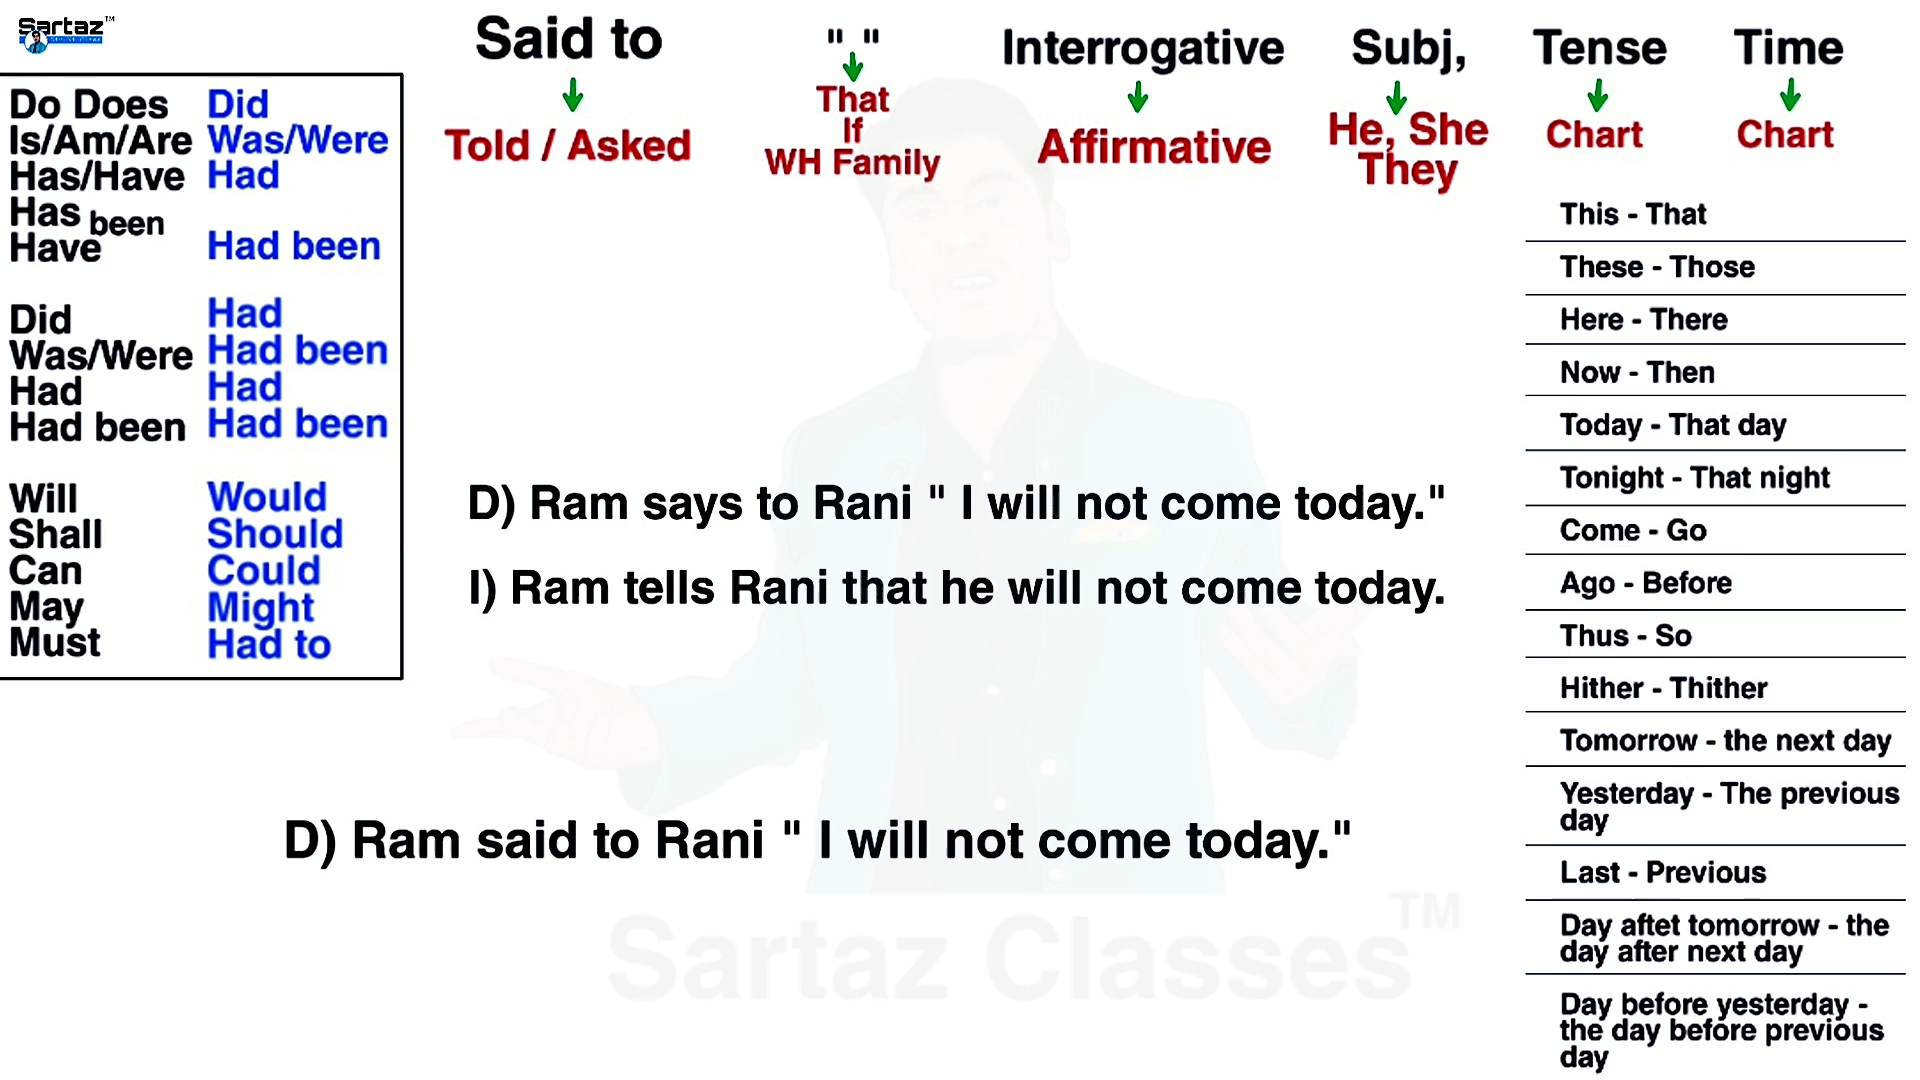 Sartaz™
Said to
" "
Interrogative
Subj,
Tense
Time
Told / Asked
That
If
WH Family
Affirmative
He, She
They
Chart
Chart
Do Does Did
Is/Am/Are Was/Were
Has/Have Had
Has been
Have Had been
Did Had
Was/Were Had been
Had Had
Had been Had been
Will Would
Shall Should
Can Could
May Might
Must Had to
D) Ram says to Rani " I will not come today."
I) Ram tells Rani that he will not come today.
D) Ram said to Rani " I will not come today."
This - That
These - Those
Here - There
Now - Then
Today - That day
Tonight - That night
Come - Go
Ago - Before
Thus - So
Hither - Thither
Tomorrow - the next day
Yesterday - The previous
day
Last - Previous
Day aftet tomorrow - the
day after next day
Day before yesterday -
the day before previous
day
Sartaz Classes™